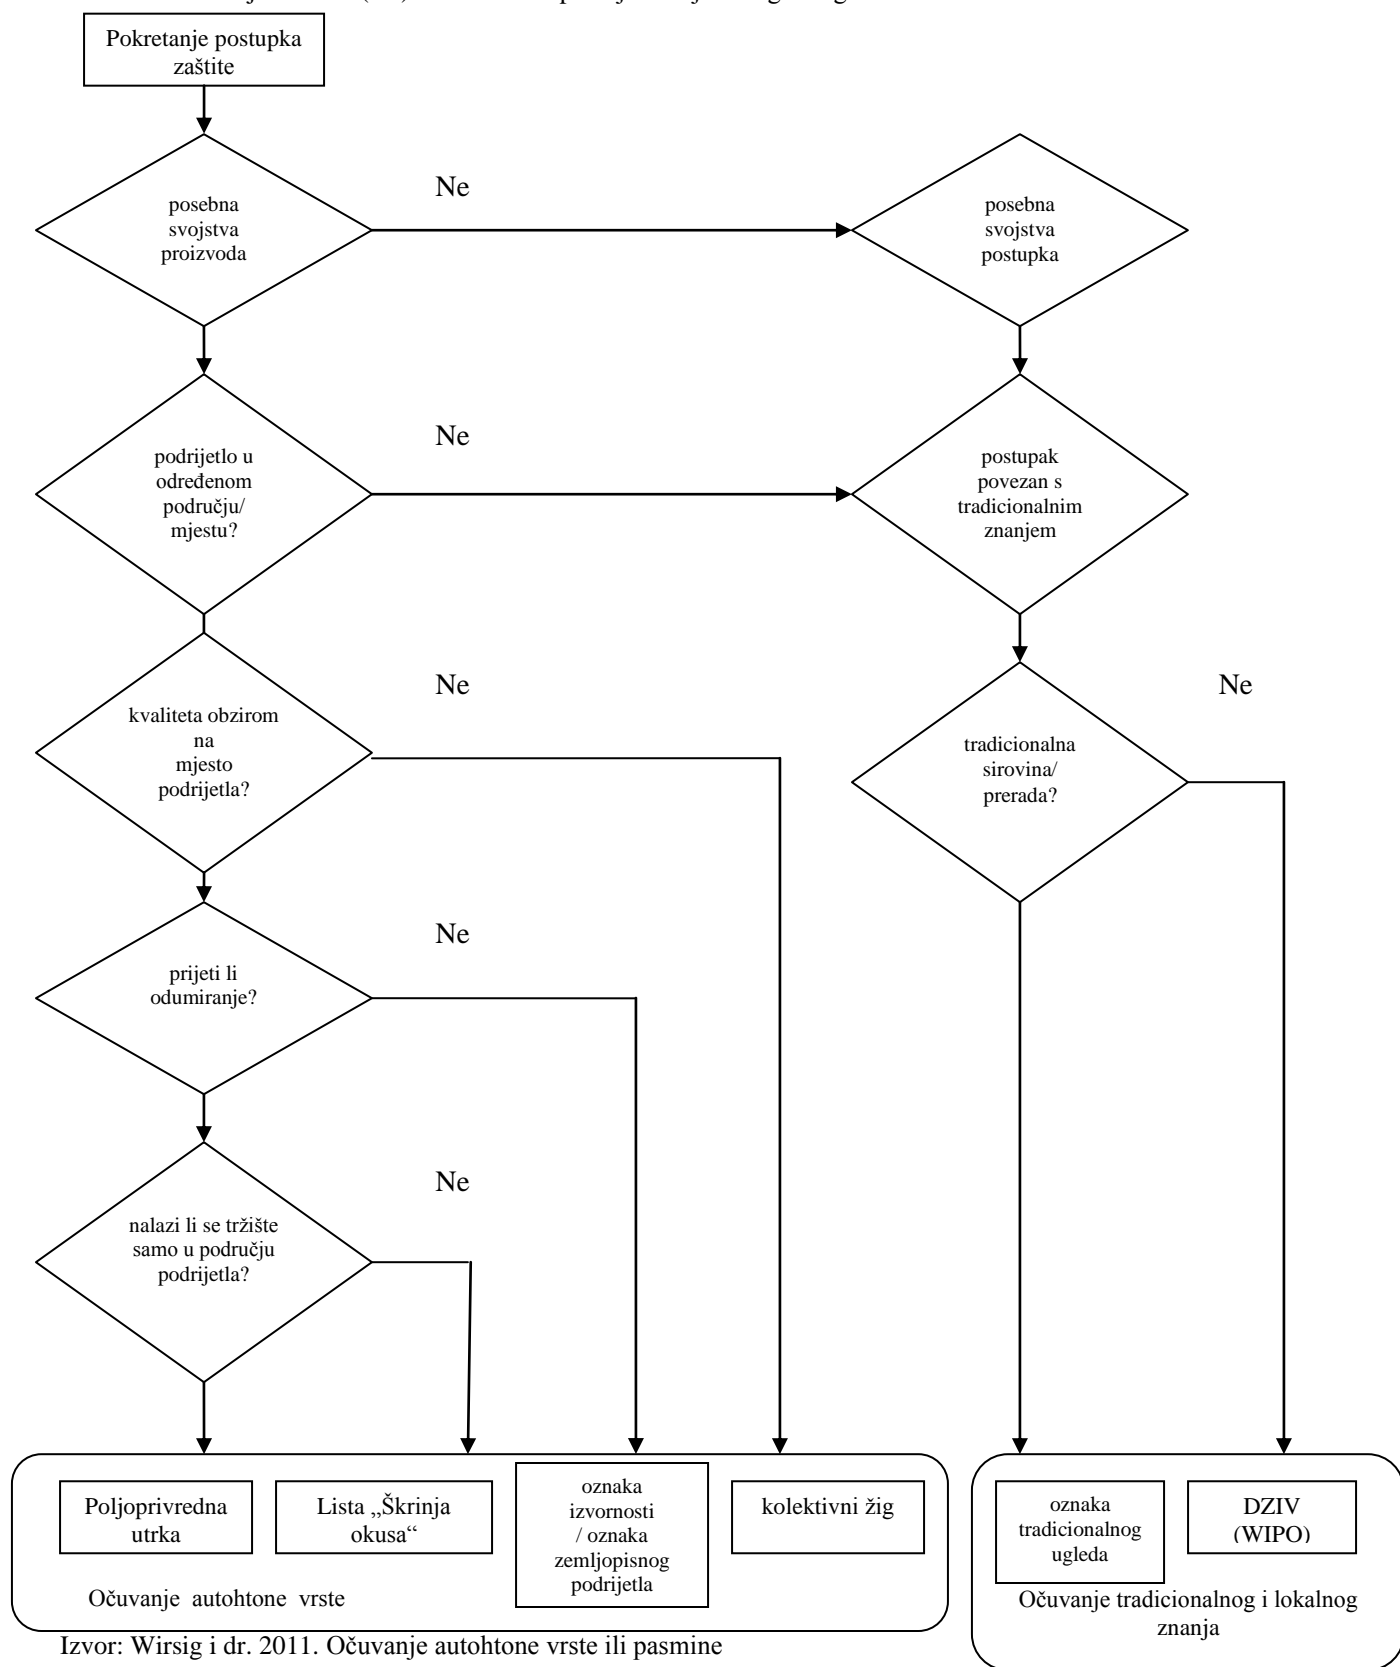 Pokretanje postupka
zaštite
posebna
svojstva
proizvoda
Ne
posebna
svojstva
postupka
podrijetlo u
određenom
području/
mjestu?
Ne
postupak
povezan s
tradicionalnim
znanjem
kvaliteta obzirom
na
mjesto
podrijetla?
Ne
tradicionalna
sirovina/
prerada?
Ne
prijeti li
odumiranje?
Ne
nalazi li se tržište
samo u području
podrijetla?
Ne
Poljoprivredna
utrka
Lista „Škrinja
okusa“
oznaka
izvornosti
/ oznaka
zemljopisnog
podrijetla
kolektivni žig
Očuvanje autohtone vrste
oznaka
tradicionalnog
ugleda
DZIV
(WIPO)
Očuvanje tradicionalnog i lokalnog
znanja
Izvor: Wirsig i dr. 2011. Očuvanje autohtone vrste ili pasmine